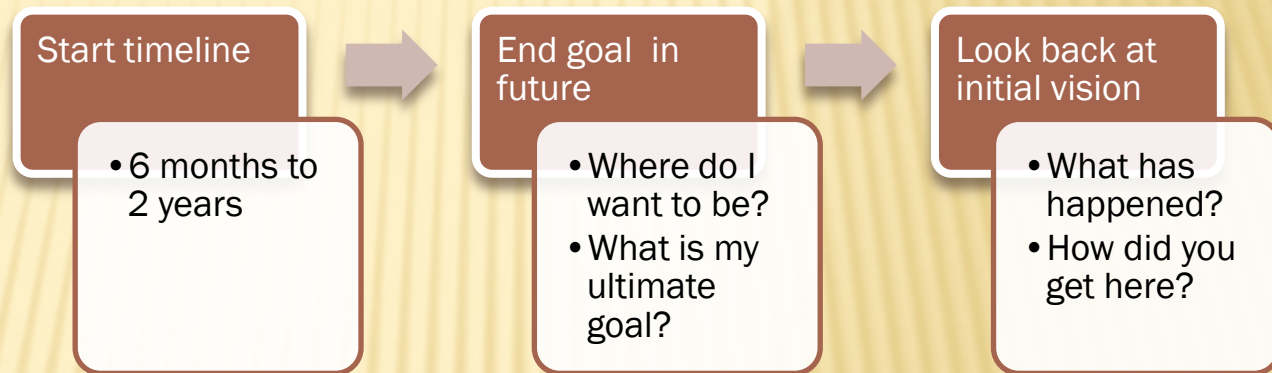 Start timeline
• 6 months to
2 years
End goal in
future
• Where do I
want to be?
• What is my
ultimate
goal?
Look back at
initial vision
• What has
happened?
• How did you
get here?